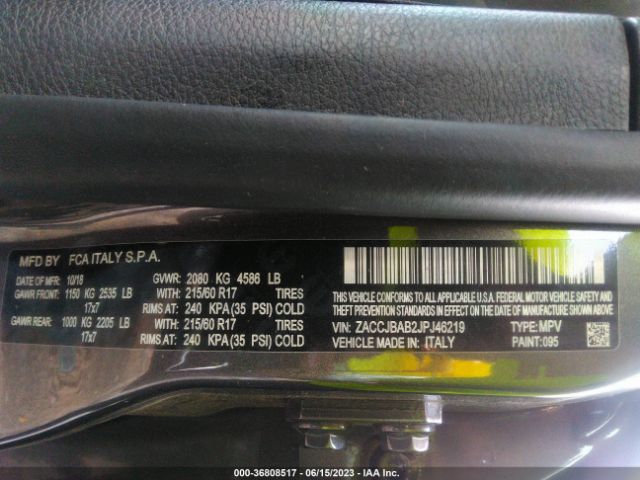 MFD BY FCA ITALY S.P.A.
DATE OF MFR: 10/18 GVWR: 2080 KG 4586 LB
GAWR FRONT: 1150 KG 2535 LB WITH: 215/60 R17 TIRES
17x7 RIMS AT: 240 KPA (35 PSI) COLD
GAWR REAR: 1000 KG 2205 LB WITH: 215/60 R17 TIRES
17x7 RIMS AT: 240 KPA (35 PSI) COLD
THIS VEHICLE CONFORMS TO ALL APPLICABLE U.S.A. FEDERAL MOTOR VEHICLE SAFETY, BUMPER, AND
THEFT PREVENTION STANDARDS IN EFFECT ON THE DATE OF MANUFACTURE SHOWN ABOVE.
VIN: ZACCJBAB2JPJ46219 TYPE: MPV
VEHICLE MADE IN: ITALY PAINT: 095
000-36808517 - 06/15/2023 - IAA Inc.